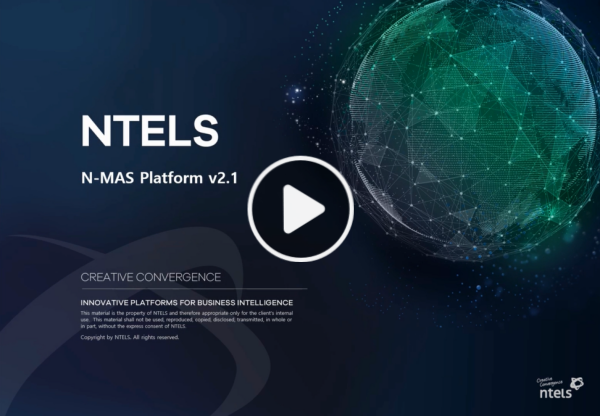 NTELS
N-MAS Platform v2.1
CREATIVE CONVERGENCE
INNOVATIVE PLATFORMS FOR BUSINESS INTELLIGENCE
This material is the property of NTELS and therefore appropriate only for the client's internal
use. This material shall not be used, reproduced, copied, disclosed, transmitted, in whole or
in part, without the express consent of NTELS.
Copyright by NTELS, All rights reserved.
Creative
Convergence
ntels